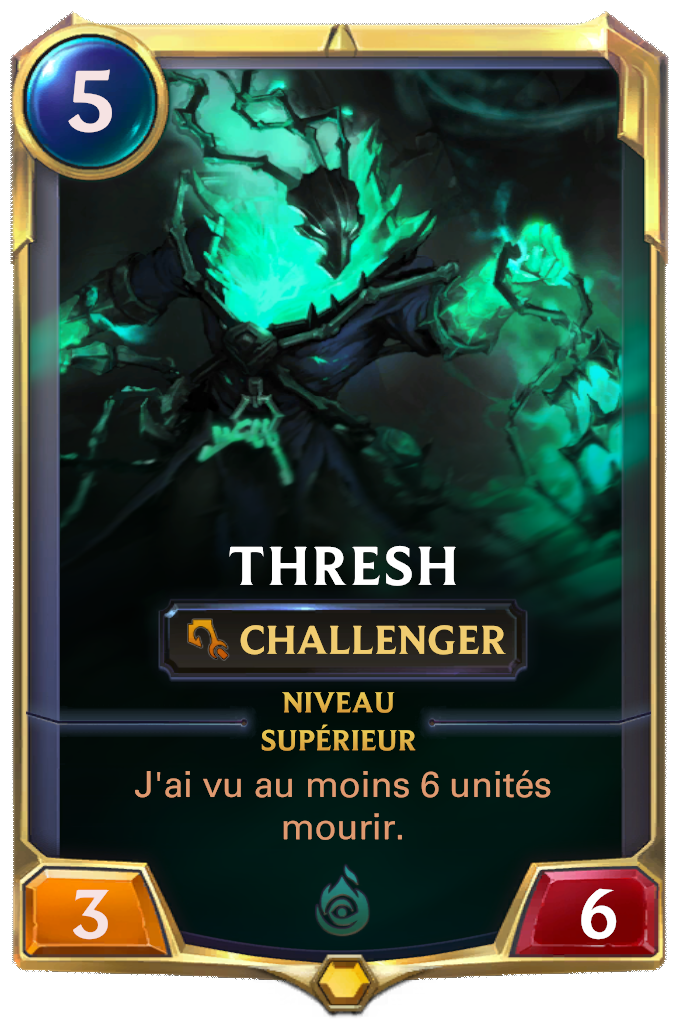 5
THRESH
CHALLENGER
NIVEAU
SUPÉRIEUR
J'ai vu au moins 6 unités
mourir.
3
6